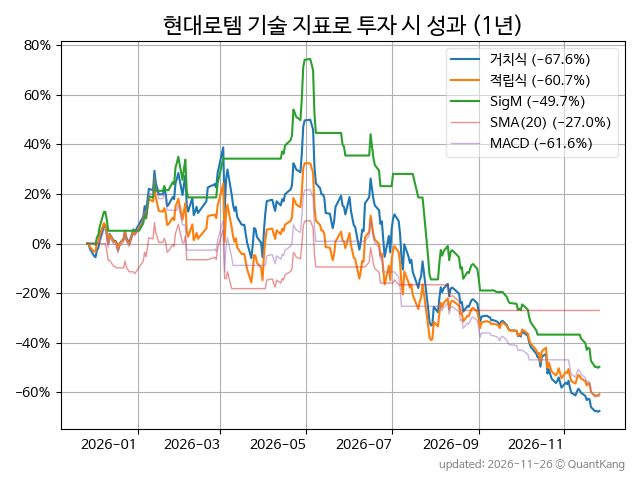 현대로템 기술 지표로 투자 시 성과 (1년)
80%
60%
40%
20%
0%
−20%
−40%
−60%
거치식 (−67.6%)
적립식 (−60.7%)
SigM (−49.7%)
SMA(20) (−27.0%)
MACD (−61.6%)
2026-01
2026-03
2026-05
2026-07
2026-09
2026-11
updated: 2026-11-26 © QuantKang